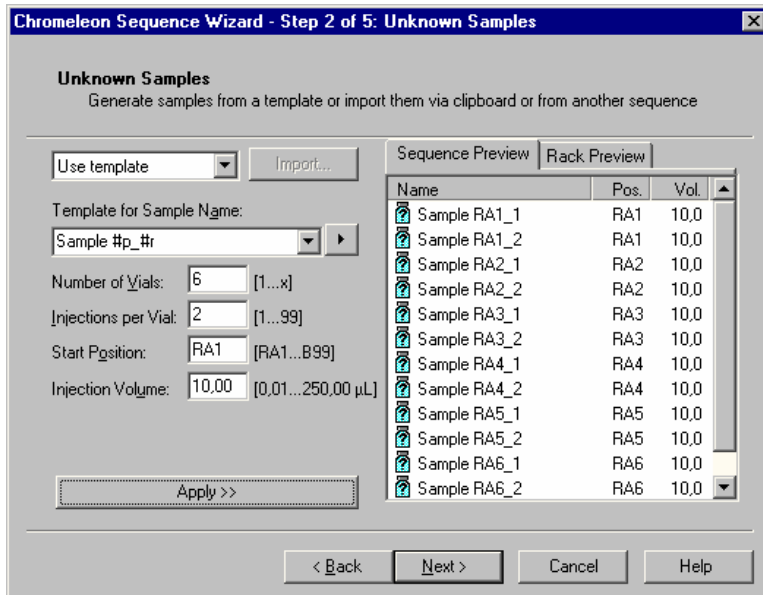 Chromeleon Sequence Wizard - Step 2 of 5: Unknown Samples
Unknown Samples
Generate samples from a template or import them via clipboard or from another sequence
Use template
Import...
Template for Sample Name:
Sample #p_#r
Number of Vials: 6 [1...x]
Injections per Vial: 2 [1...99]
Start Position: RA1 [RA1...B99]
Injection Volume: 10,00 [0,01...250,00 µL]
Apply >>
Sequence Preview Rack Preview
Name Pos. Vol.
Sample RA1_1 RA1 10,0
Sample RA1_2 RA1 10,0
Sample RA2_1 RA2 10,0
Sample RA2_2 RA2 10,0
Sample RA3_1 RA3 10,0
Sample RA3_2 RA3 10,0
Sample RA4_1 RA4 10,0
Sample RA4_2 RA4 10,0
Sample RA5_1 RA5 10,0
Sample RA5_2 RA5 10,0
Sample RA6_1 RA6 10,0
Sample RA6_2 RA6 10,0
< Back Next > Cancel Help